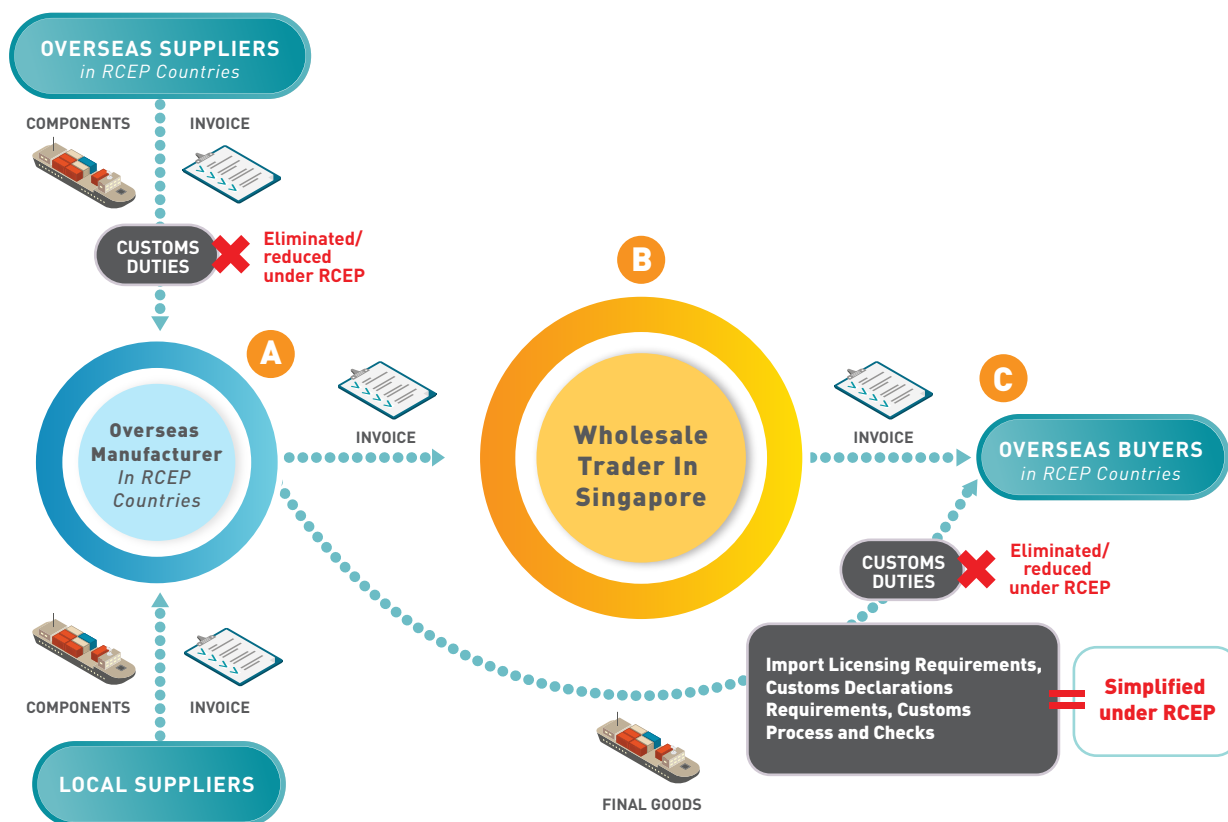 OVERSEAS SUPPLIERS
in RCEP Countries
COMPONENTS
INVOICE
CUSTOMS
DUTIES
Eliminated/
reduced
under RCEP
A
Overseas
Manufacturer
In RCEP
Countries
INVOICE
B
Wholesale
Trader In
Singapore
INVOICE
C
OVERSEAS BUYERS
in RCEP Countries
CUSTOMS
DUTIES
Eliminated/
reduced
under RCEP
Import Licensing Requirements,
Customs Declarations
Requirements, Customs
Process and Checks
Simplified
under RCEP
COMPONENTS
INVOICE
LOCAL SUPPLIERS
FINAL GOODS